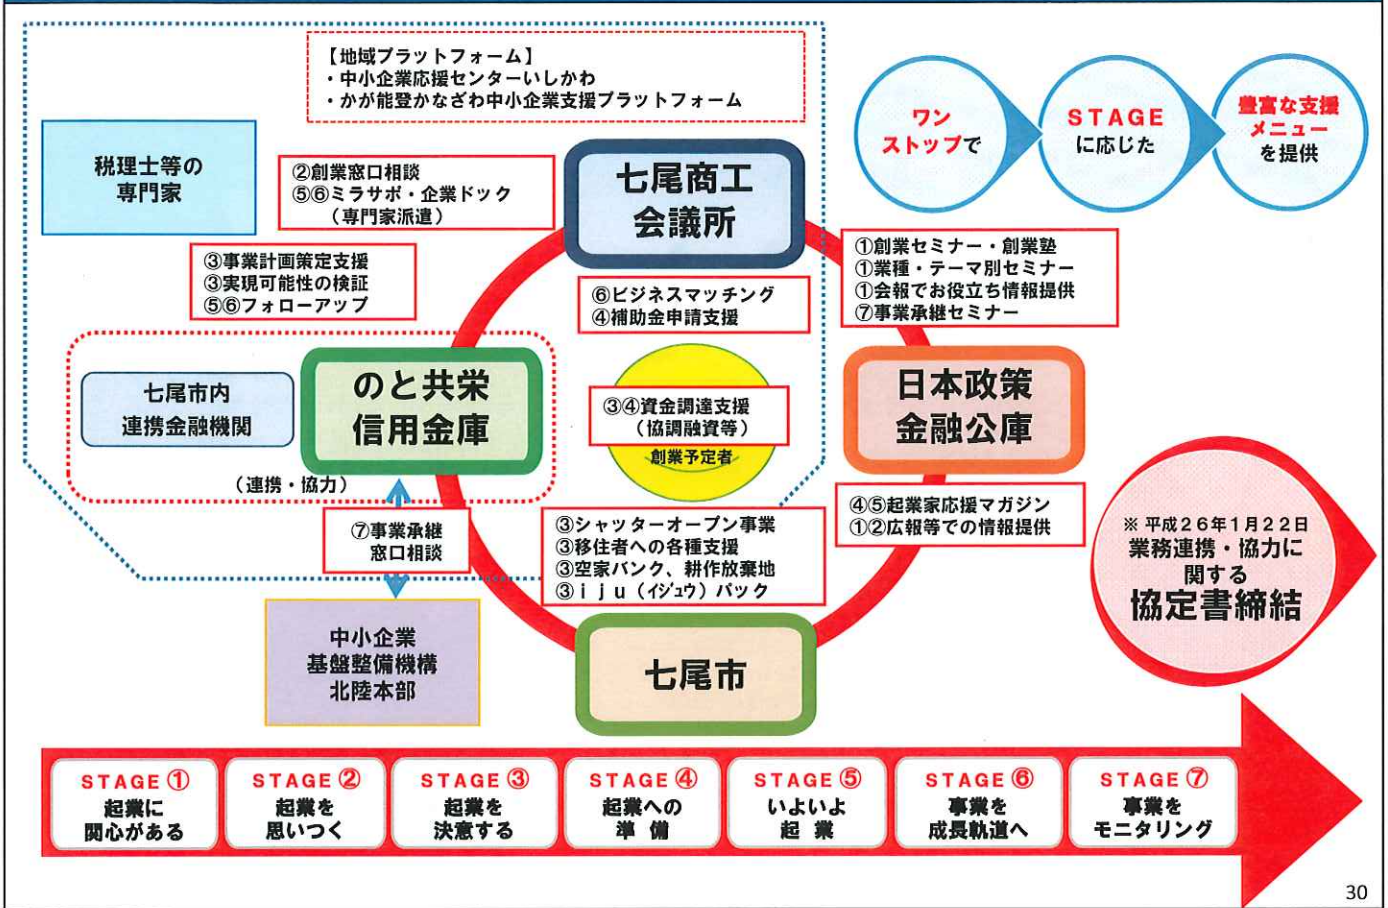 【地域プラットフォーム】
・中小企業応援センターいしかわ
・かが能登かなざわ中小企業支援プラットフォーム
ワン
ストップで
STAGE
に応じた
豊富な支援
メニュー
を提供
税理士等の
専門家
②創業窓口相談
⑤⑥ミラサポ・企業ドック
(専門家派遣)
七尾商工
会議所
③事業計画策定支援
③実現可能性の検証
⑤⑥フォローアップ
⑥ビジネスマッチング
④補助金申請支援
①創業セミナー・創業塾
①業種・テーマ別セミナー
①会報でお役立ち情報提供
⑦事業承継セミナー
七尾市内
連携金融機関
のと共栄
信用金庫
(連携・協力)
③④資金調達支援
(協調融資等)
創業予定者
日本政策
金融公庫
⑦事業承継
窓口相談
③シャッターオープン事業
③移住者への各種支援
③空家バンク、耕作放棄地
③iju(イジュウ)パック
④⑤起業家応援マガジン
①②広報等での情報提供
※平成26年1月22日
業務連携・協力に
関する
協定書締結
中小企業
基盤整備機構
北陸本部
七尾市
STAGE①
起業に
関心がある
STAGE②
起業を
思いつく
STAGE③
起業を
決意する
STAGE④
起業への
準備
STAGE⑤
いよいよ
起業
STAGE⑥
事業を
成長軌道へ
STAGE⑦
事業を
モニタリング
30